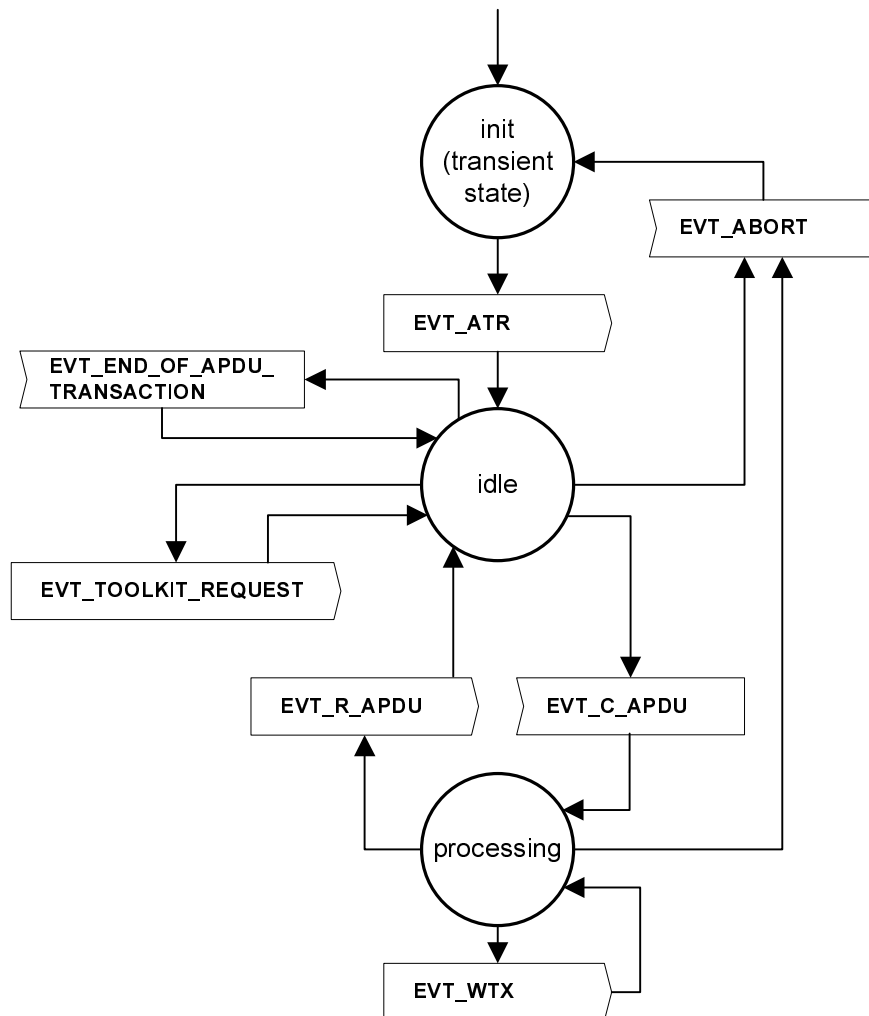 init
(transient
state)
EVT_ABORT
EVT_ATR
EVT_END_OF_APDU_
TRANSACTION
idle
EVT_TOOLKIT_REQUEST
EVT_R_APDU
EVT_C_APDU
processing
EVT_WTX